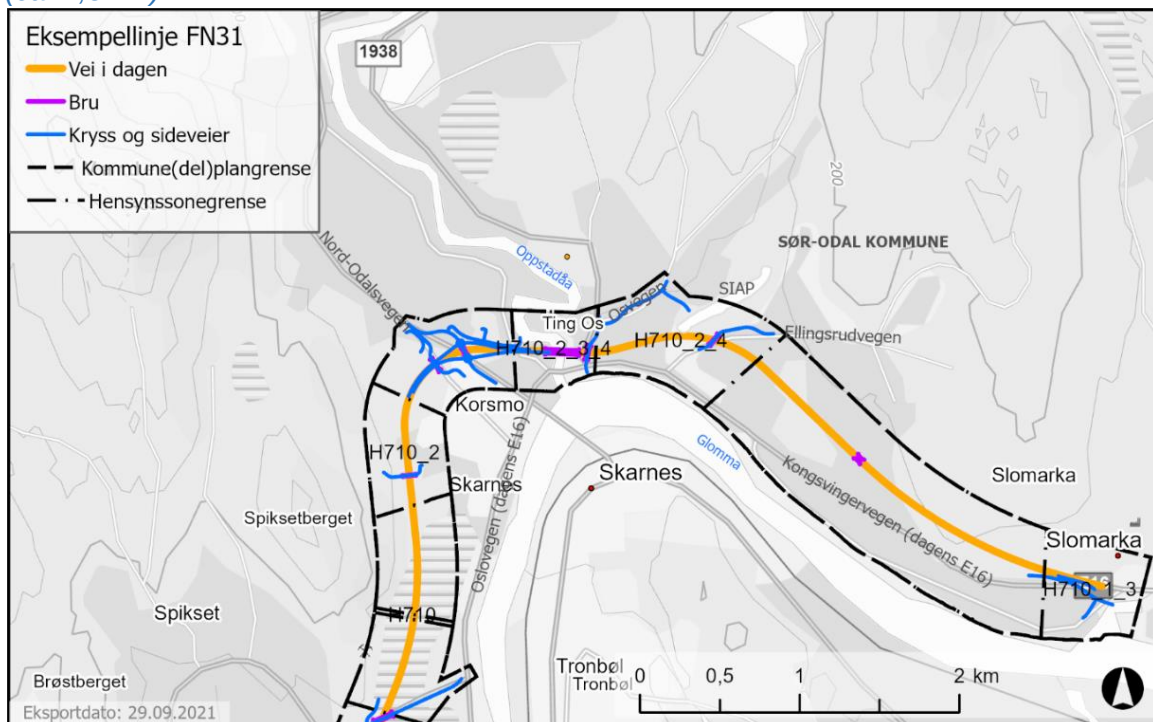 Eksempellinje FN31
Vei i dagen
Bru
Kryss og sideveier
Kommune(del)plangrense
Hensynssonegrense
1938
200
SØR-ODAL KOMMUNE
Oppstadåa
Nord-Odalsvegen
Osvegen
SIAP
Ting Os
Ellingsrudvegen
H710_2_3_4
H710_2_4
Korsmo
H710_2
Skarnes
Skarnes
Glomma
Oslovegen (dagens E16)
Kongsvingervegen (dagens E16)
Slomarka
Slomarka
Spiksetberget
H710_1_3
H710
Spikset
Tronbøl
Tronbøl
Brøstberget
0 0,5 1 2 km
Eksportdato: 29.09.2021